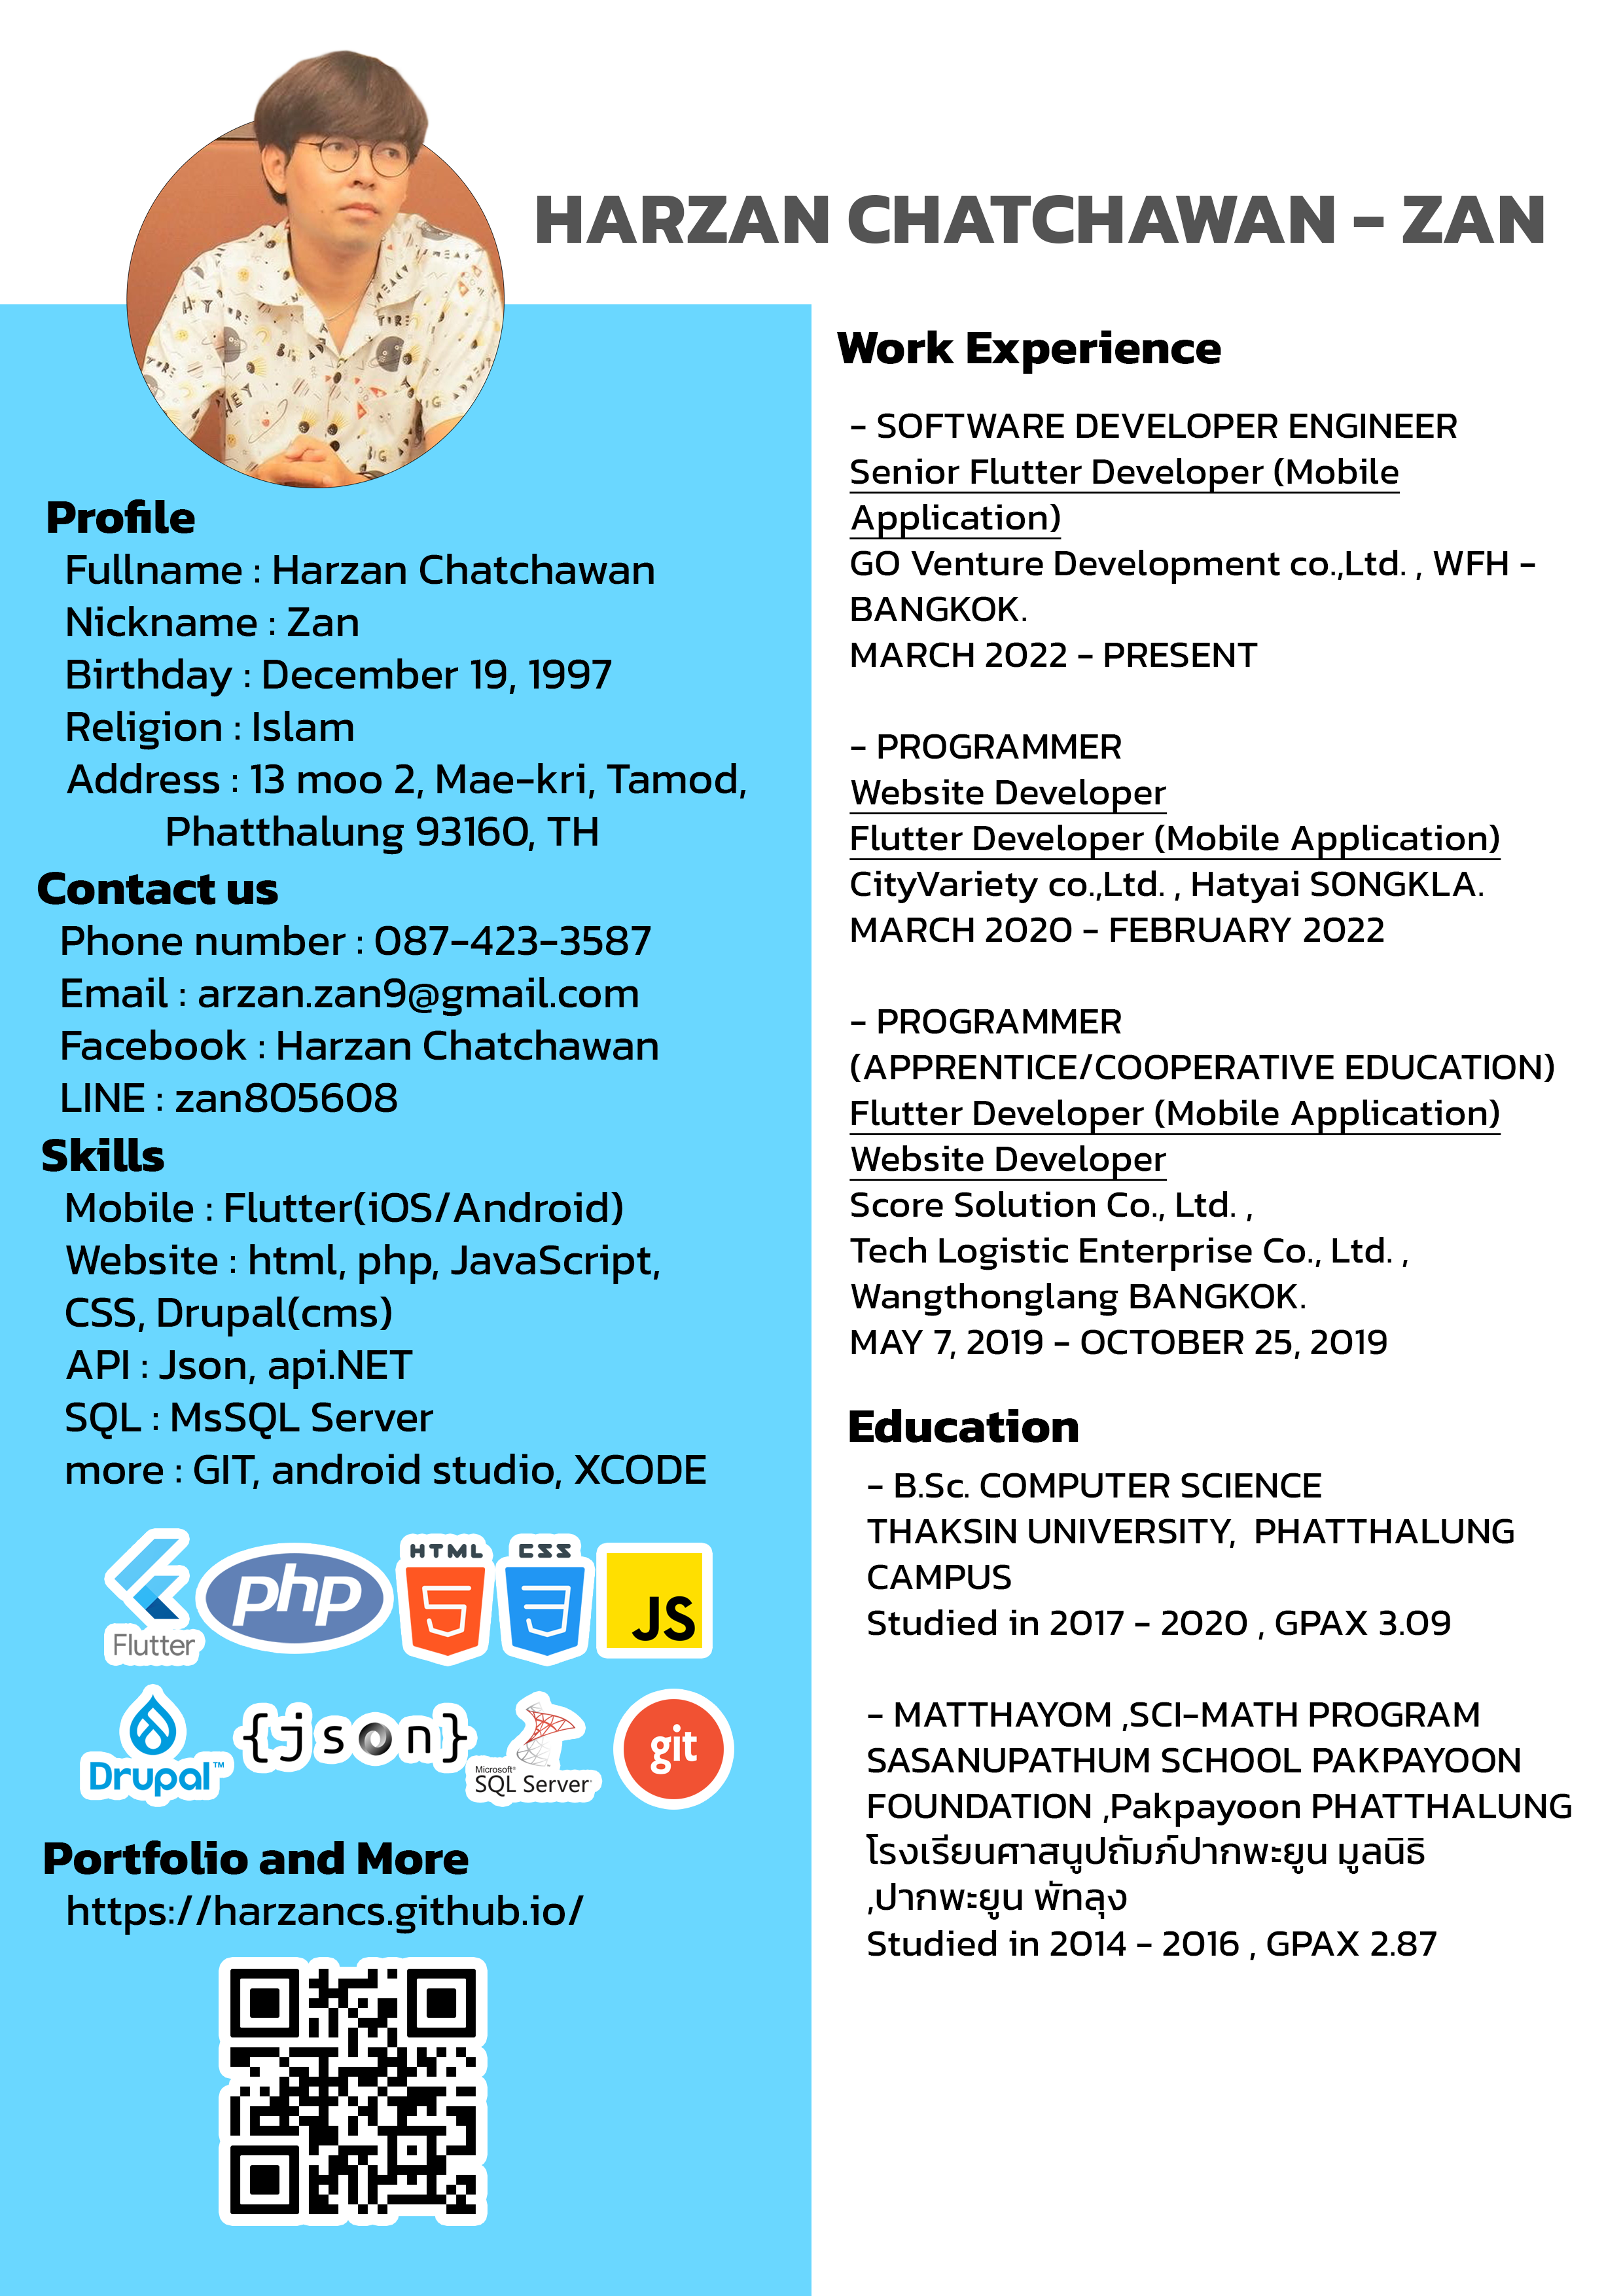 HARZAN CHATCHAWAN - ZAN
Profile
Fullname : Harzan Chatchawan
Nickname : Zan
Birthday : December 19, 1997
Religion : Islam
Address : 13 moo 2, Mae-kri, Tamod,
Phatthalung 93160, TH
Contact us
Phone number : 087-423-3587
Email : arzan.zan9@gmail.com
Facebook : Harzan Chatchawan
LINE : zan805608
Skills
Mobile : Flutter(iOS/Android)
Website : html, php, JavaScript,
CSS, Drupal(cms)
API : Json, api.NET
SQL : MsSQL Server
more : GIT, android studio, XCODE
Flutter
php
HTML
5
CSS
3
JS
Drupal™
{json}
Microsoft®
SQL Server
git
Portfolio and More
https://harzancs.github.io/
Work Experience
- SOFTWARE DEVELOPER ENGINEER
Senior Flutter Developer (Mobile
Application)
GO Venture Development co.,Ltd. , WFH -
BANGKOK.
MARCH 2022 - PRESENT
- PROGRAMMER
Website Developer
Flutter Developer (Mobile Application)
CityVariety co.,Ltd. , Hatyai SONGKLA.
MARCH 2020 - FEBRUARY 2022
- PROGRAMMER
(APPRENTICE/COOPERATIVE EDUCATION)
Flutter Developer (Mobile Application)
Website Developer
Score Solution Co., Ltd. ,
Tech Logistic Enterprise Co., Ltd. ,
Wangthonglang BANGKOK.
MAY 7, 2019 - OCTOBER 25, 2019
Education
- B.Sc. COMPUTER SCIENCE
THAKSIN UNIVERSITY, PHATTHALUNG
CAMPUS
Studied in 2017 - 2020 , GPAX 3.09
- MATTHAYOM ,SCI-MATH PROGRAM
SASANUPATHUM SCHOOL PAKPAYOON
FOUNDATION ,Pakpayoon PHATTHALUNG
โรงเรียนศาสนูปถัมภ์ปากพะยูน มูลนิธิ
,ปากพะยูน พัทลุง
Studied in 2014 - 2016 , GPAX 2.87